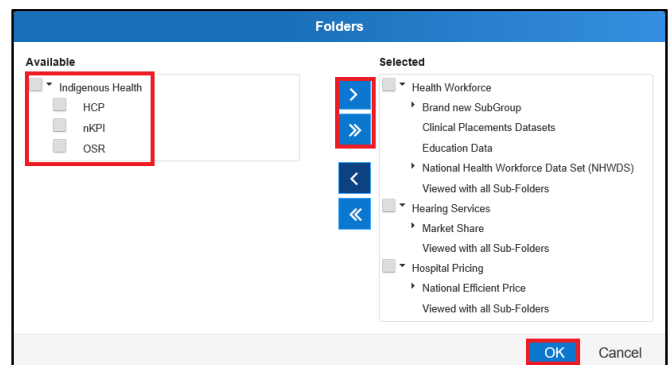 Folders
Available
Indigenous Health
HCP
nKPI
OSR
Selected
Health Workforce
Brand new SubGroup
Clinical Placements Datasets
Education Data
National Health Workforce Data Set (NHWDS)
Viewed with all Sub-Folders
Hearing Services
Market Share
Viewed with all Sub-Folders
Hospital Pricing
National Efficient Price
Viewed with all Sub-Folders
OK Cancel